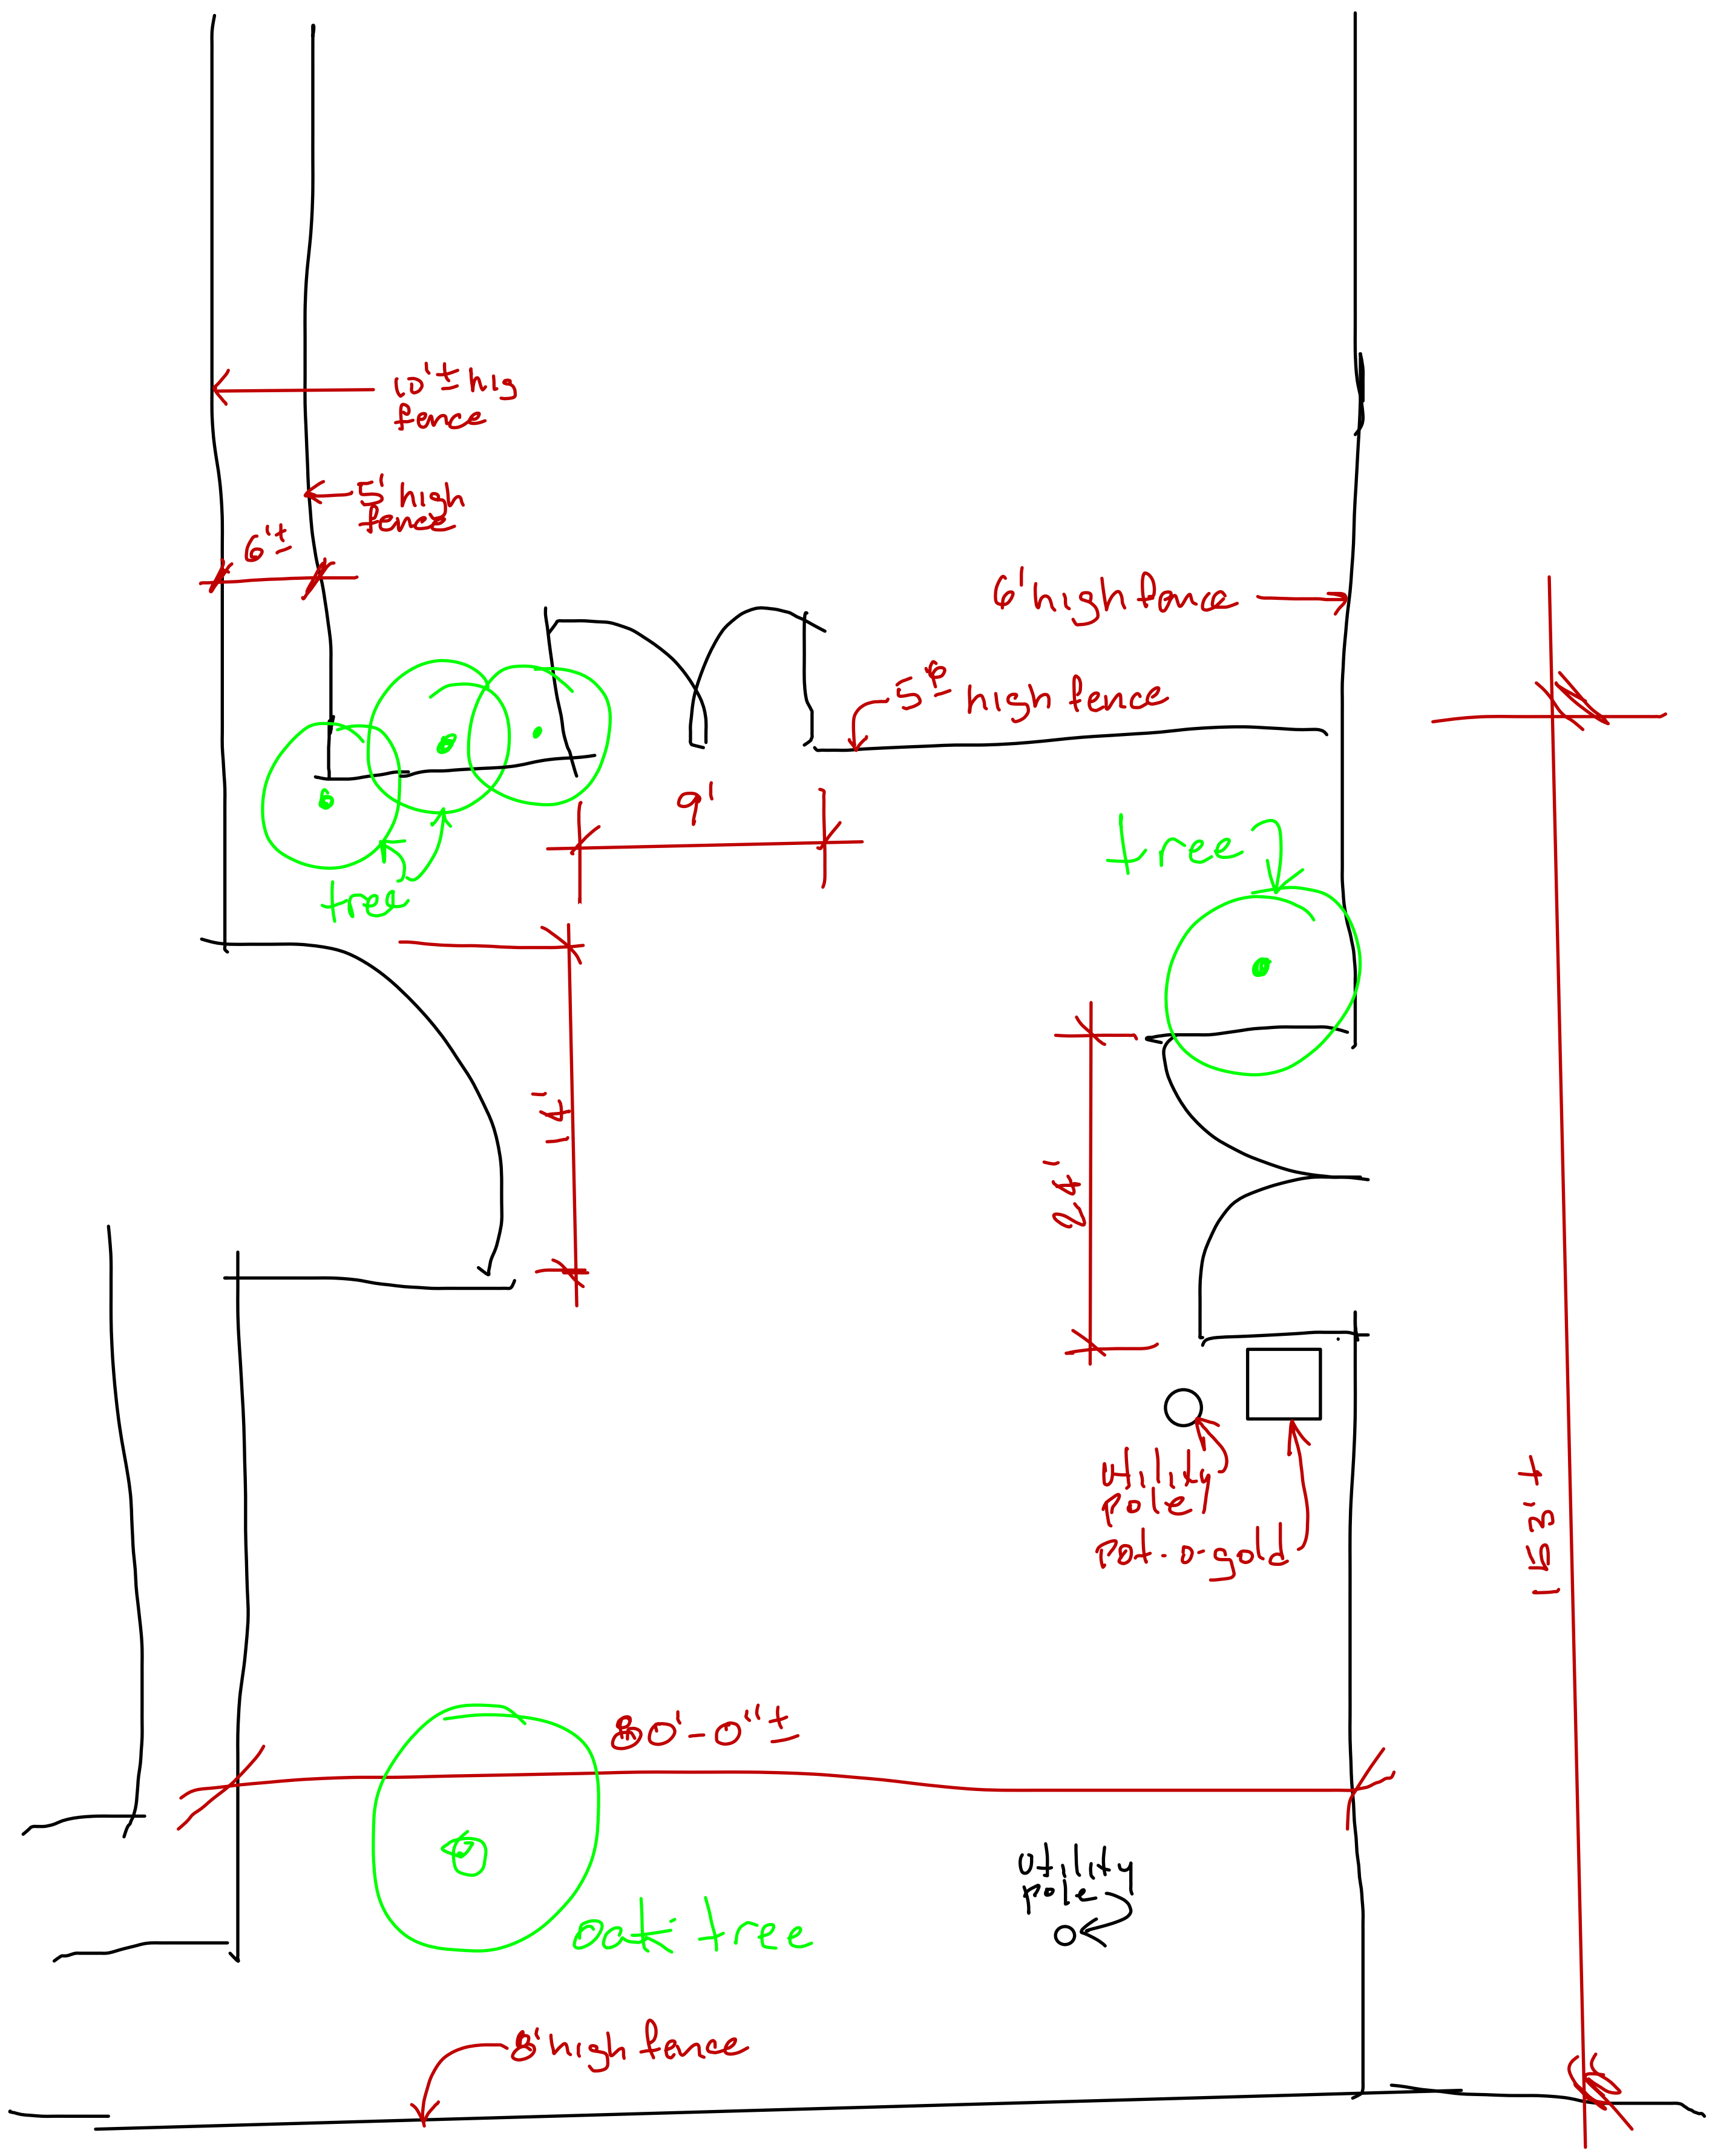 10'± hig
fence
5' high
fence
6'±
6' high fence
5'± high fence
9'
tree
tree
14'
24'
utility
pole
Pot-o-gold
80'-0"±
utility
pole
oak tree
8' high fence